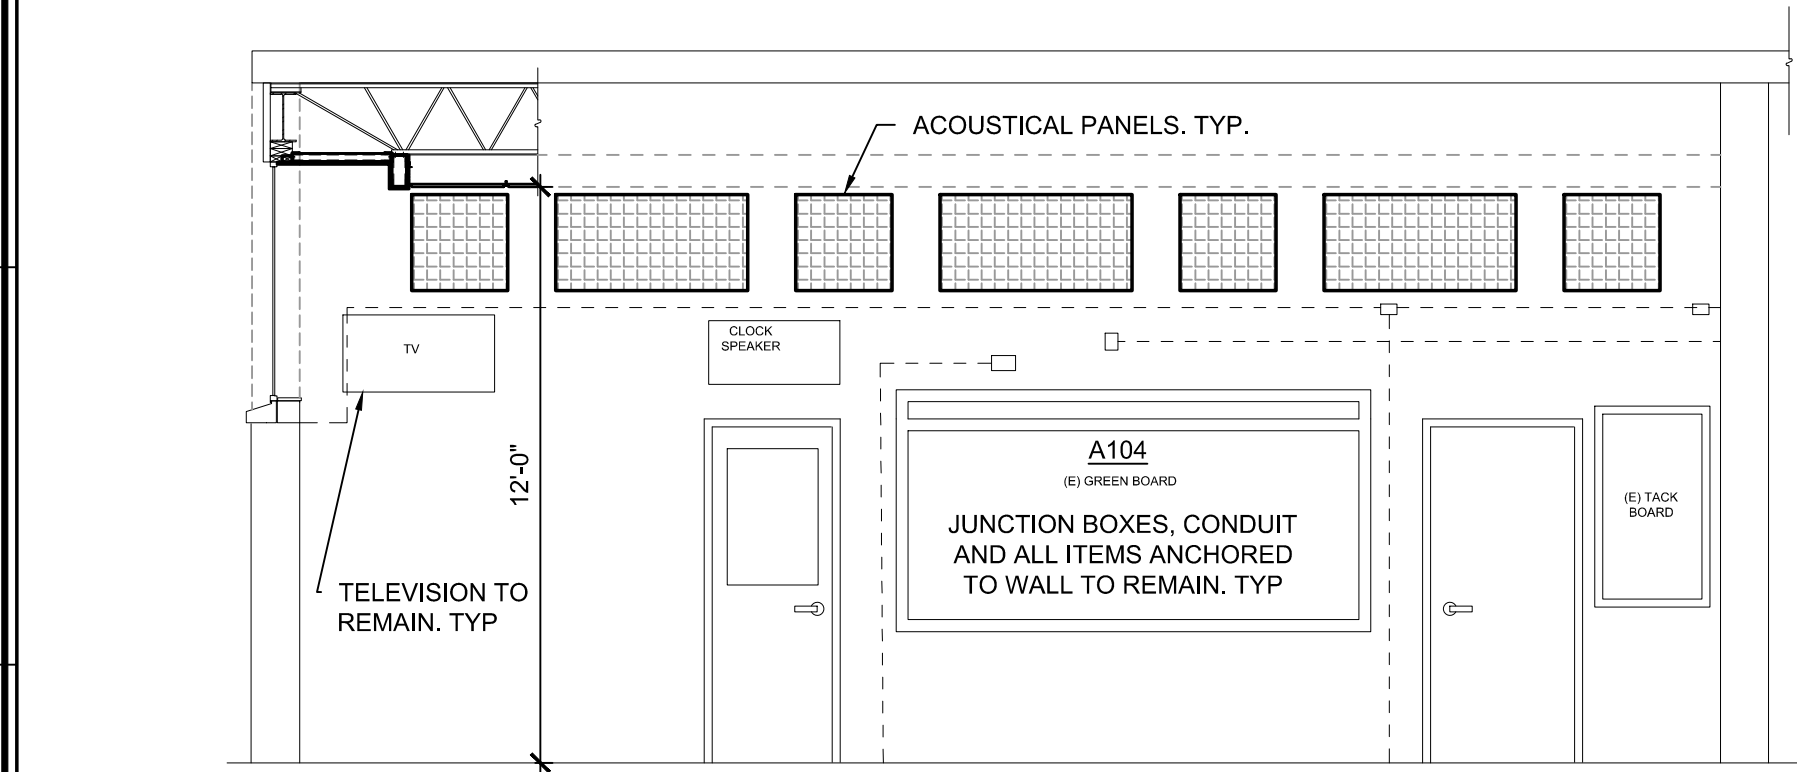 ACOUSTICAL PANELS. TYP.
TV
CLOCK
SPEAKER
12'-0"
A104
(E) GREEN BOARD
JUNCTION BOXES, CONDUIT
AND ALL ITEMS ANCHORED
TO WALL TO REMAIN. TYP
(E) TACK
BOARD
TELEVISION TO
REMAIN. TYP